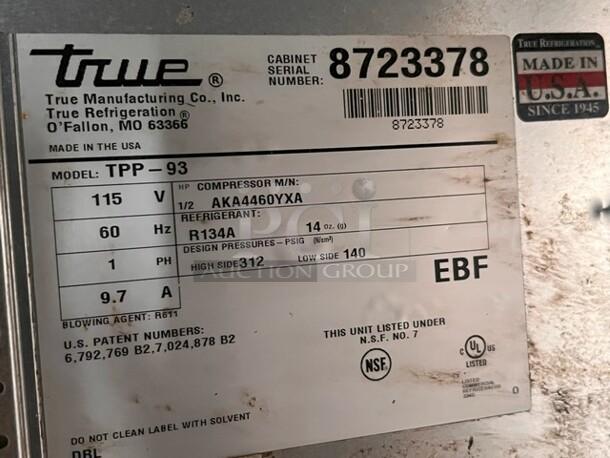 true®
True Manufacturing Co., Inc.
True Refrigeration®
O'Fallon, MO 63366
MADE IN THE USA
CABINET SERIAL NUMBER: 8723378
8723378
TRUE REFRIGERATION
MADE IN
U.S.A.
SINCE 1945
MODEL: TPP-93
115 V
60 Hz
1 PH
9.7 A
HP COMPRESSOR M/N:
1/2 AKA4460YXA
REFRIGERANT:
R134A 14 oz. (g)
DESIGN PRESSURES-PSIG
HIGH SIDE 312 LOW SIDE 140
EBF
PCI
AUCTION GROUP
BLOWING AGENT: R611
U.S. PATENT NUMBERS:
6,792,769 B2,7,024,878 B2
THIS UNIT LISTED UNDER
N.S.F. NO. 7
NSF
C UL US
LISTED
DO NOT CLEAN LABEL WITH SOLVENT
DBL